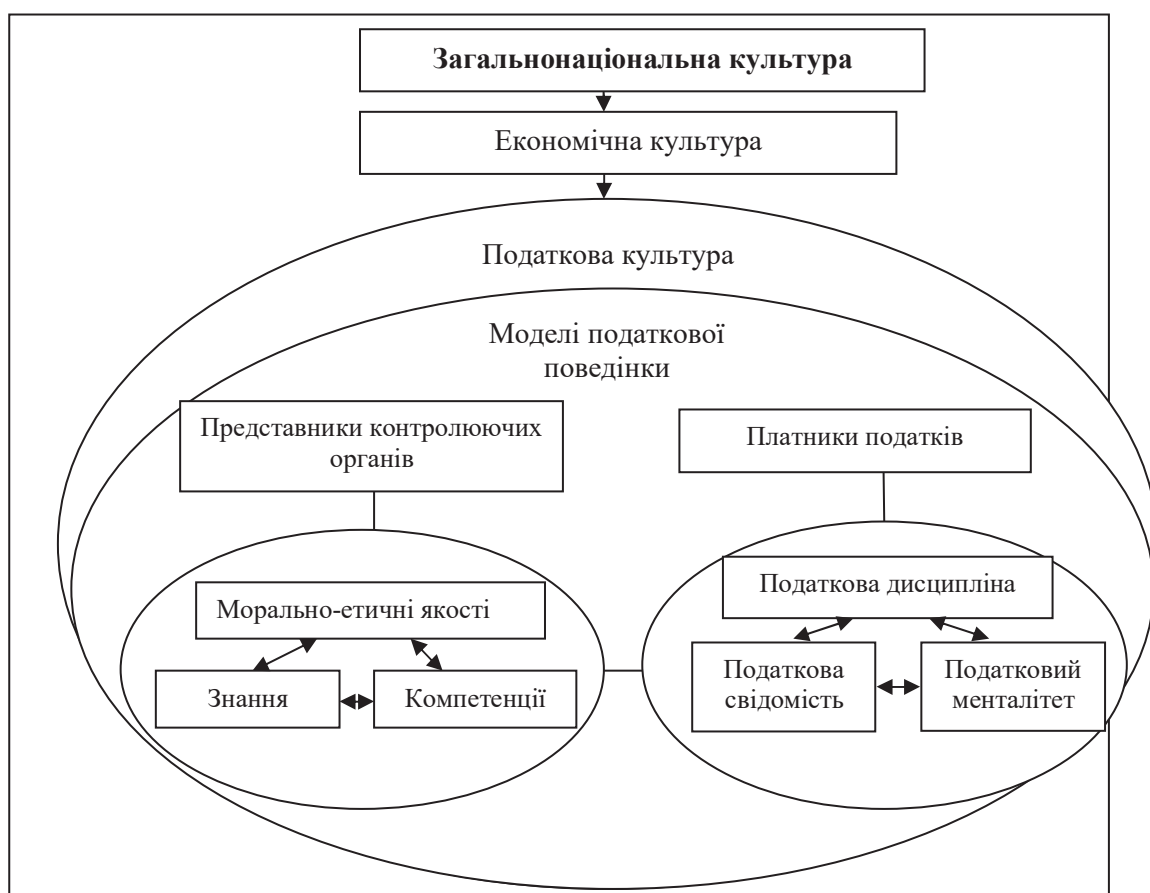 Загальнонаціональна культура
Економічна культура
Податкова культура
Моделі податкової
поведінки
Представники контролюючих
органів
Платники податків
Морально-етичні якості
Знання
Компетенції
Податкова дисципліна
Податкова
свідомість
Податковий
менталітет